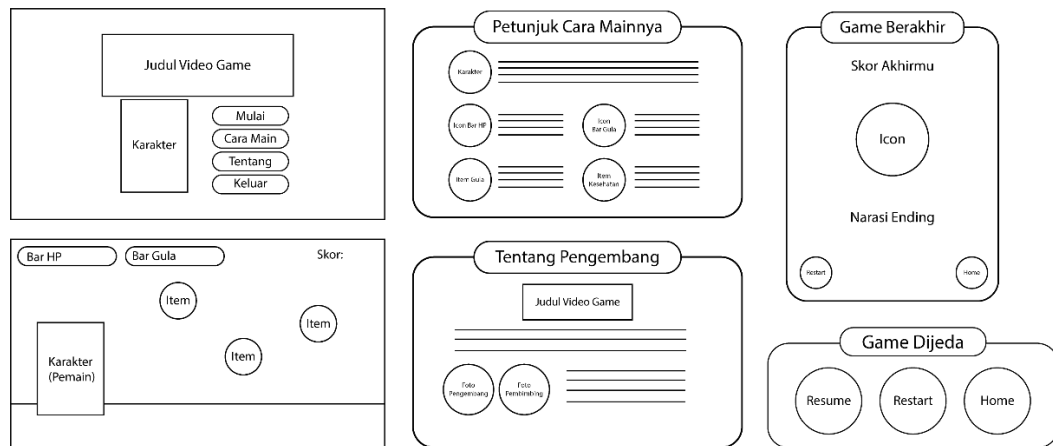 Judul Video Game
Karakter
Mulai
Cara Main
Tentang
Keluar
Petunjuk Cara Mainnya
Karakter
Icon Bar HP
Icon
Bar Gula
Item Gula
Item
Kesehatan
Game Berakhir
Skor Akhirmu
Icon
Narasi Ending
Restart
Home
Bar HP
Bar Gula
Skor:
Item
Item
Item
Karakter
(Pemain)
Tentang Pengembang
Judul Video Game
Foto
Pengembang
Foto
Pembimbing
Game Dijeda
Resume
Restart
Home